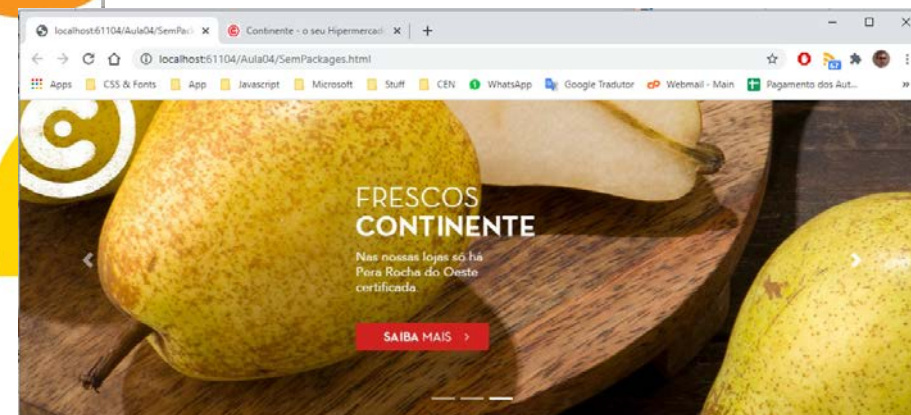 localhost:61104/Aula04/SemPac
Continente - o seu Hipermercad
localhost:61104/Aula04/SemPackages.html
Apps CSS & Fonts App Javascript Microsoft Stuff CEN WhatsApp Google Tradutor Webmail - Main Pagamento dos Aut...
FRESCOS
CONTINENTE
Nas nossas lojas só há
Pera Rocha do Oeste
certificada
SAIBA MAIS